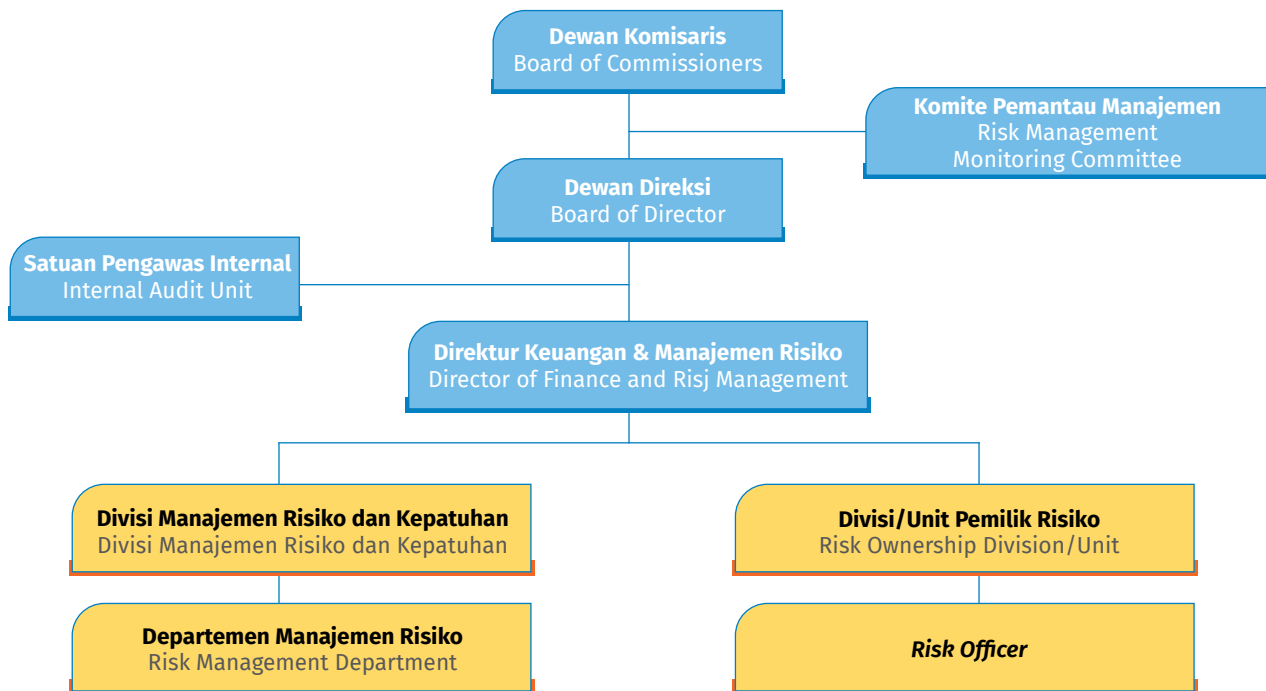 Dewan Komisaris
Board of Commissioners
Komite Pemantau Manajemen
Risk Management
Monitoring Committee
Dewan Direksi
Board of Director
Satuan Pengawas Internal
Internal Audit Unit
Direktur Keuangan & Manajemen Risiko
Director of Finance and Risj Management
Divisi Manajemen Risiko dan Kepatuhan
Divisi Manajemen Risiko dan Kepatuhan
Divisi/Unit Pemilik Risiko
Risk Ownership Division/Unit
Departemen Manajemen Risiko
Risk Management Department
Risk Officer